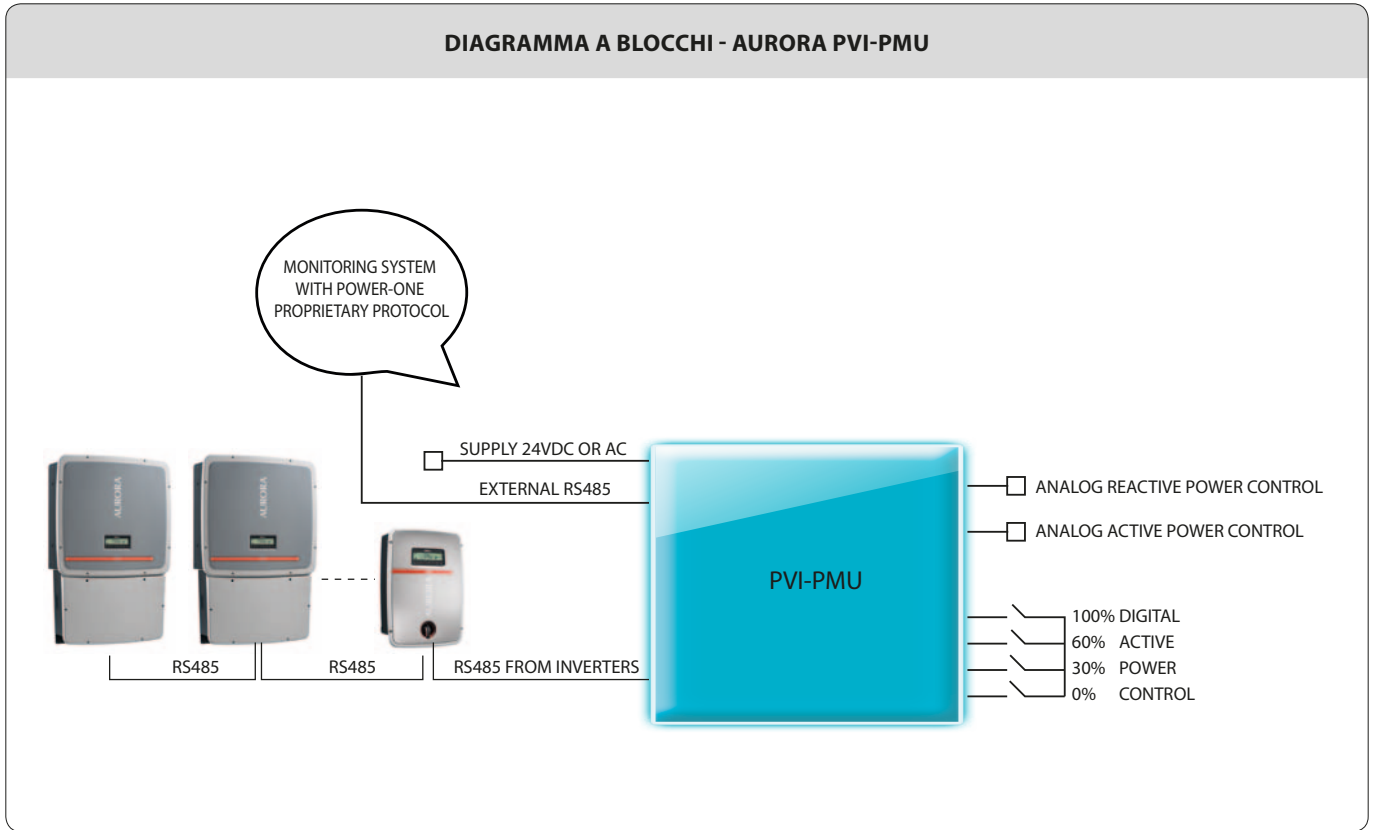 DIAGRAMMA A BLOCCHI - AURORA PVI-PMU
MONITORING SYSTEM
WITH POWER-ONE
PROPRIETARY PROTOCOL
SUPPLY 24VDC OR AC
EXTERNAL RS485
AURORA
AURORA
RS485
RS485
RS485 FROM INVERTERS
PVI-PMU
ANALOG REACTIVE POWER CONTROL
ANALOG ACTIVE POWER CONTROL
100% DIGITAL
60% ACTIVE
30% POWER
0% CONTROL